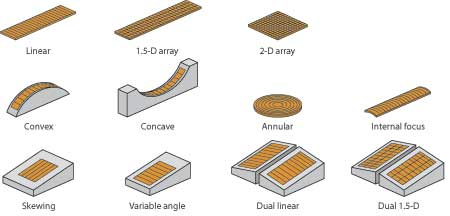 Linear
1.5-D array
2-D array
Convex
Concave
Annular
Internal focus
Skewing
Variable angle
Dual linear
Dual 1.5-D